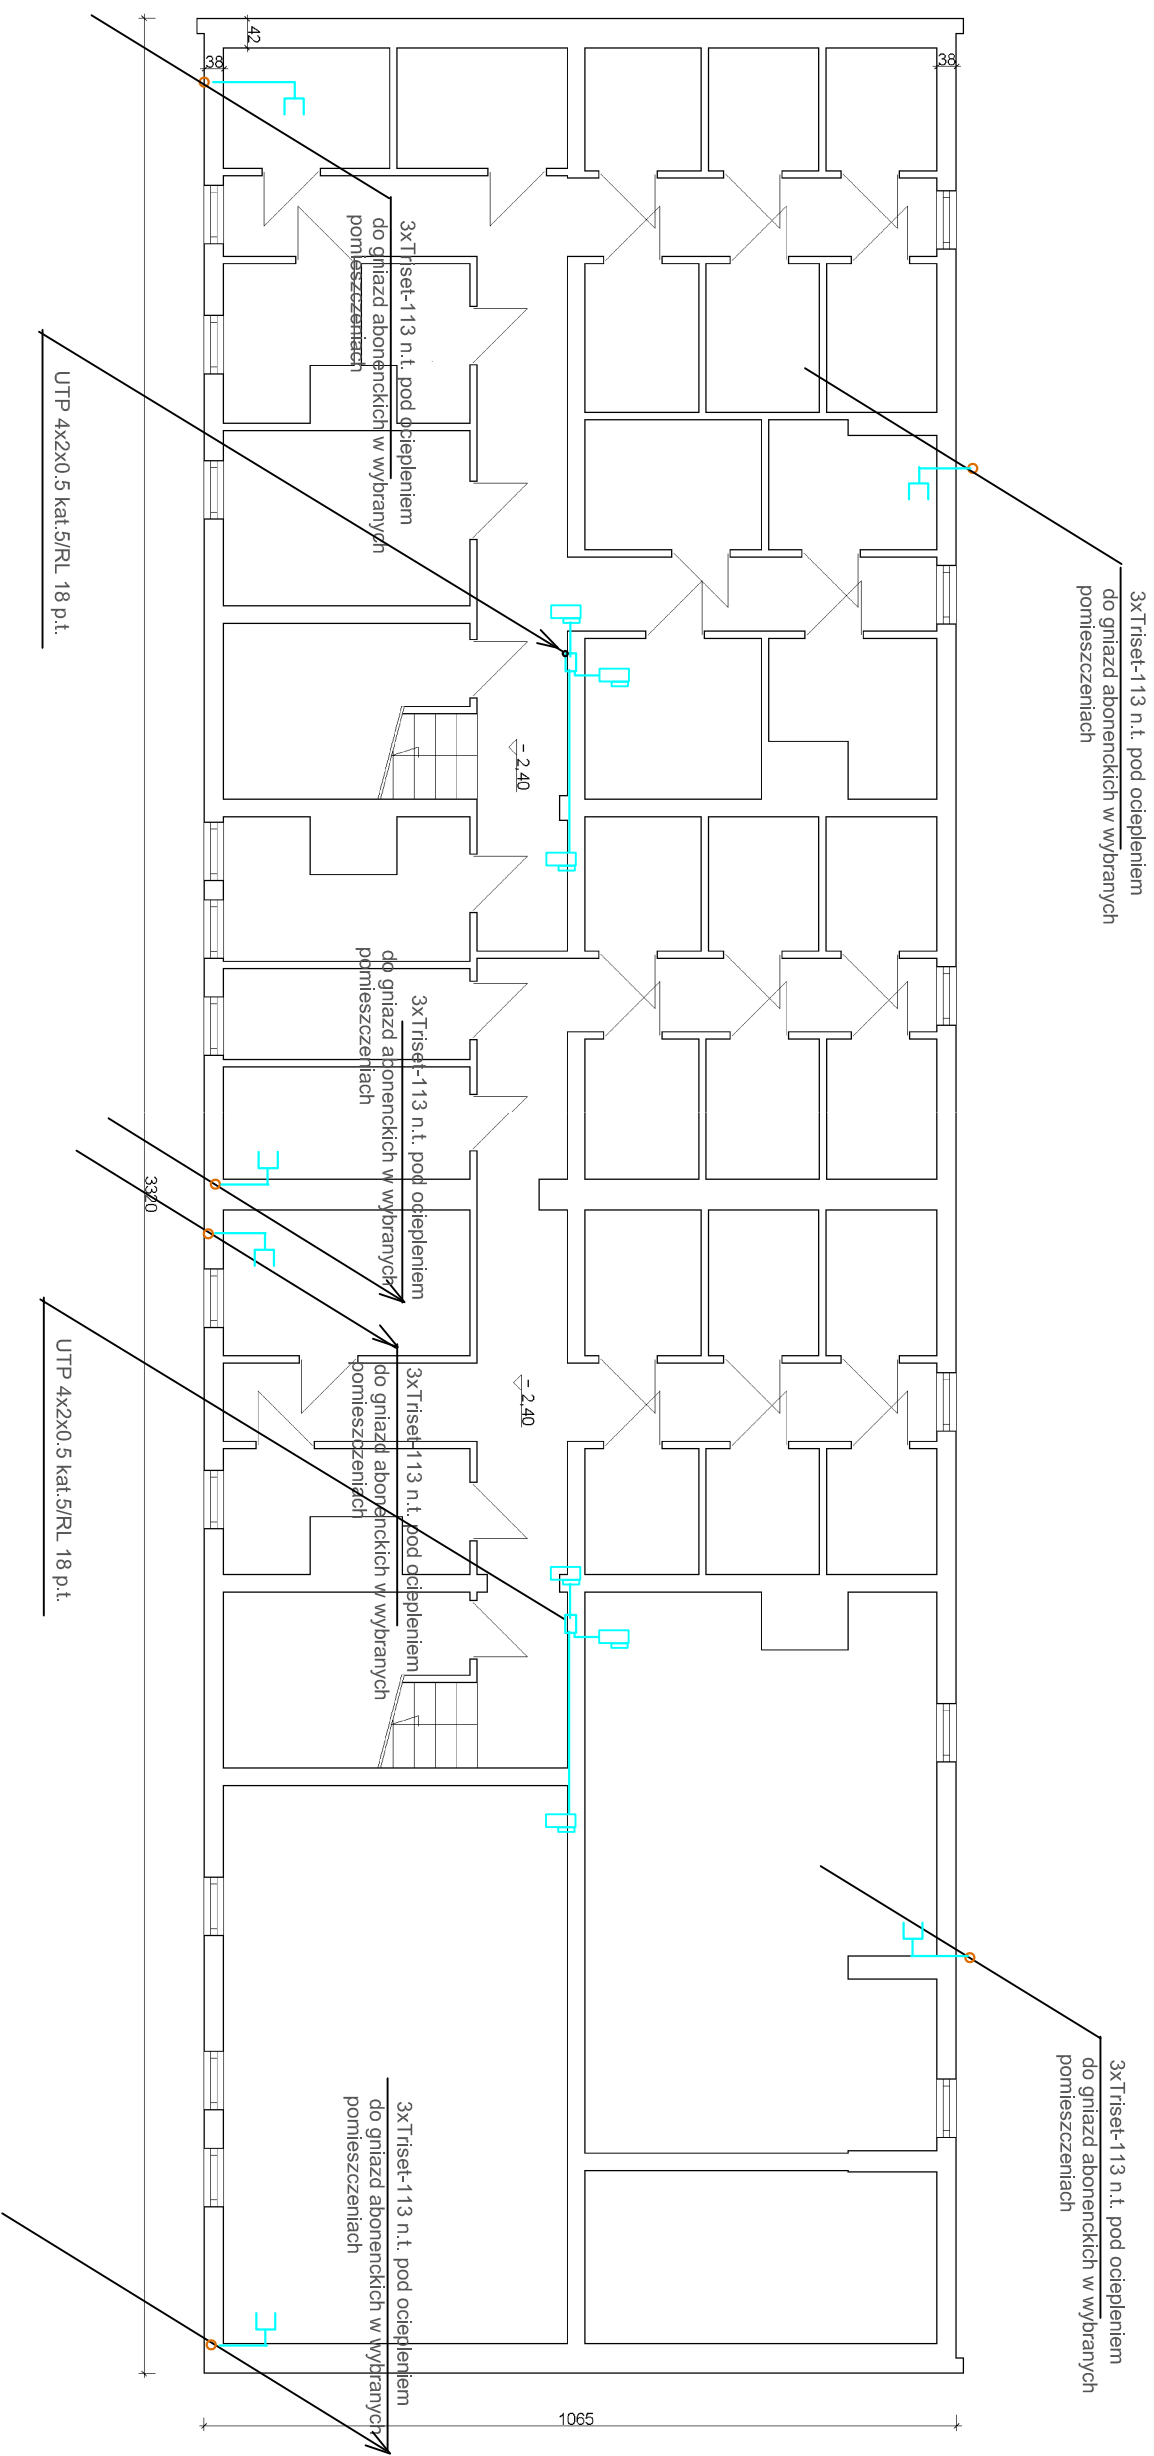 42
38
38
3xTriset-113 n.t. pod ociepleniem
do gniazd abonenckich w wybranych
pomieszczeniach
UTP 4x2x0.5 kat.5/RL 18 p.t.
3xTriset-113 n.t. pod ociepleniem
do gniazd abonenckich w wybranych
pomieszczeniach
- 2,40
3xTriset-113 n.t. pod ociepleniem
do gniazd abonenckich w wybranych
pomieszczeniach
3320
3xTriset-113 n.t. pod ociepleniem
do gniazd abonenckich w wybranych
pomieszczeniach
- 2,40
UTP 4x2x0.5 kat.5/RL 18 p.t.
3xTriset-113 n.t. pod ociepleniem
do gniazd abonenckich w wybranych
pomieszczeniach
3xTriset-113 n.t. pod ociepleniem
do gniazd abonenckich w wybranych
pomieszczeniach
1065